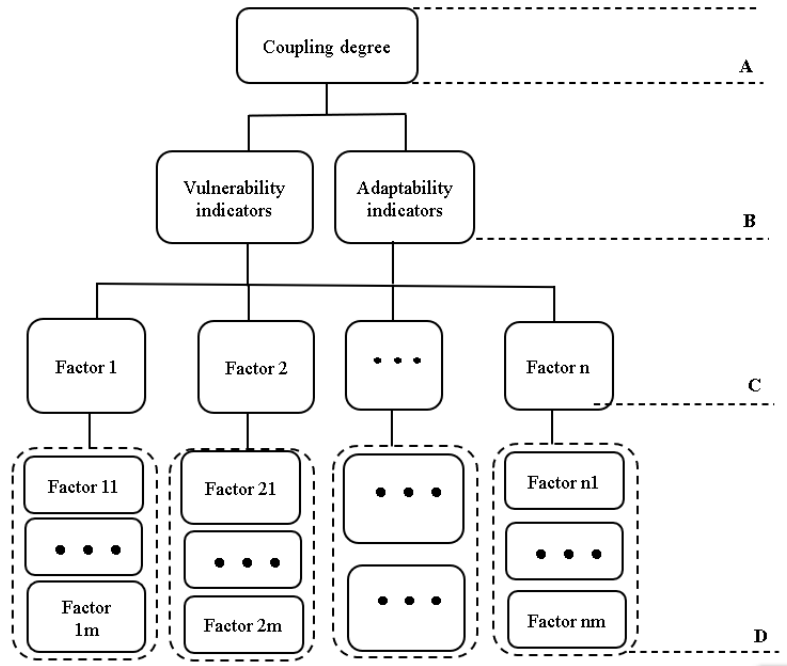 Coupling degree
A
Vulnerability
indicators
Adaptability
indicators
B
Factor 1
Factor 2
• • •
Factor n
C
Factor 11
• • •
Factor
1m
Factor 21
• • •
Factor 2m
• • •
• • •
Factor n1
• • •
Factor nm
D